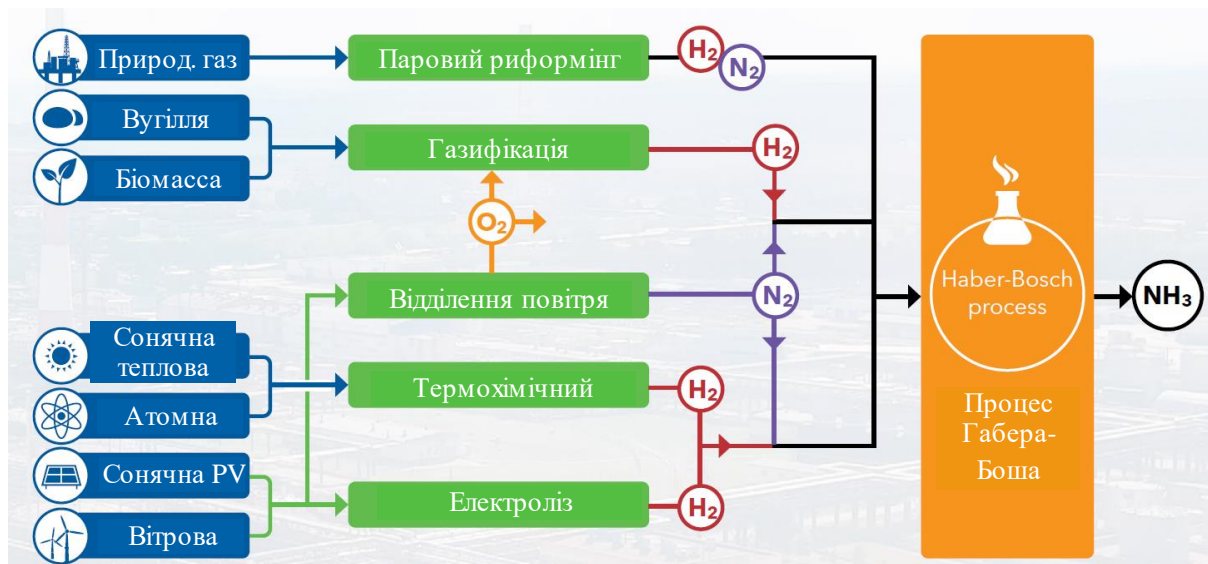 Природ. газ
Паровий риформінг
H₂
N₂
Вугілля
Біомасса
Газифікація
H₂
O₂
Відділення повітря
N₂
Сонячна
теплова
Атомна
Термохімічний
H₂
Сонячна PV
Вітрова
Електроліз
H₂
Haber-Bosch
process
Процес
Габера-
Боша
NH₃